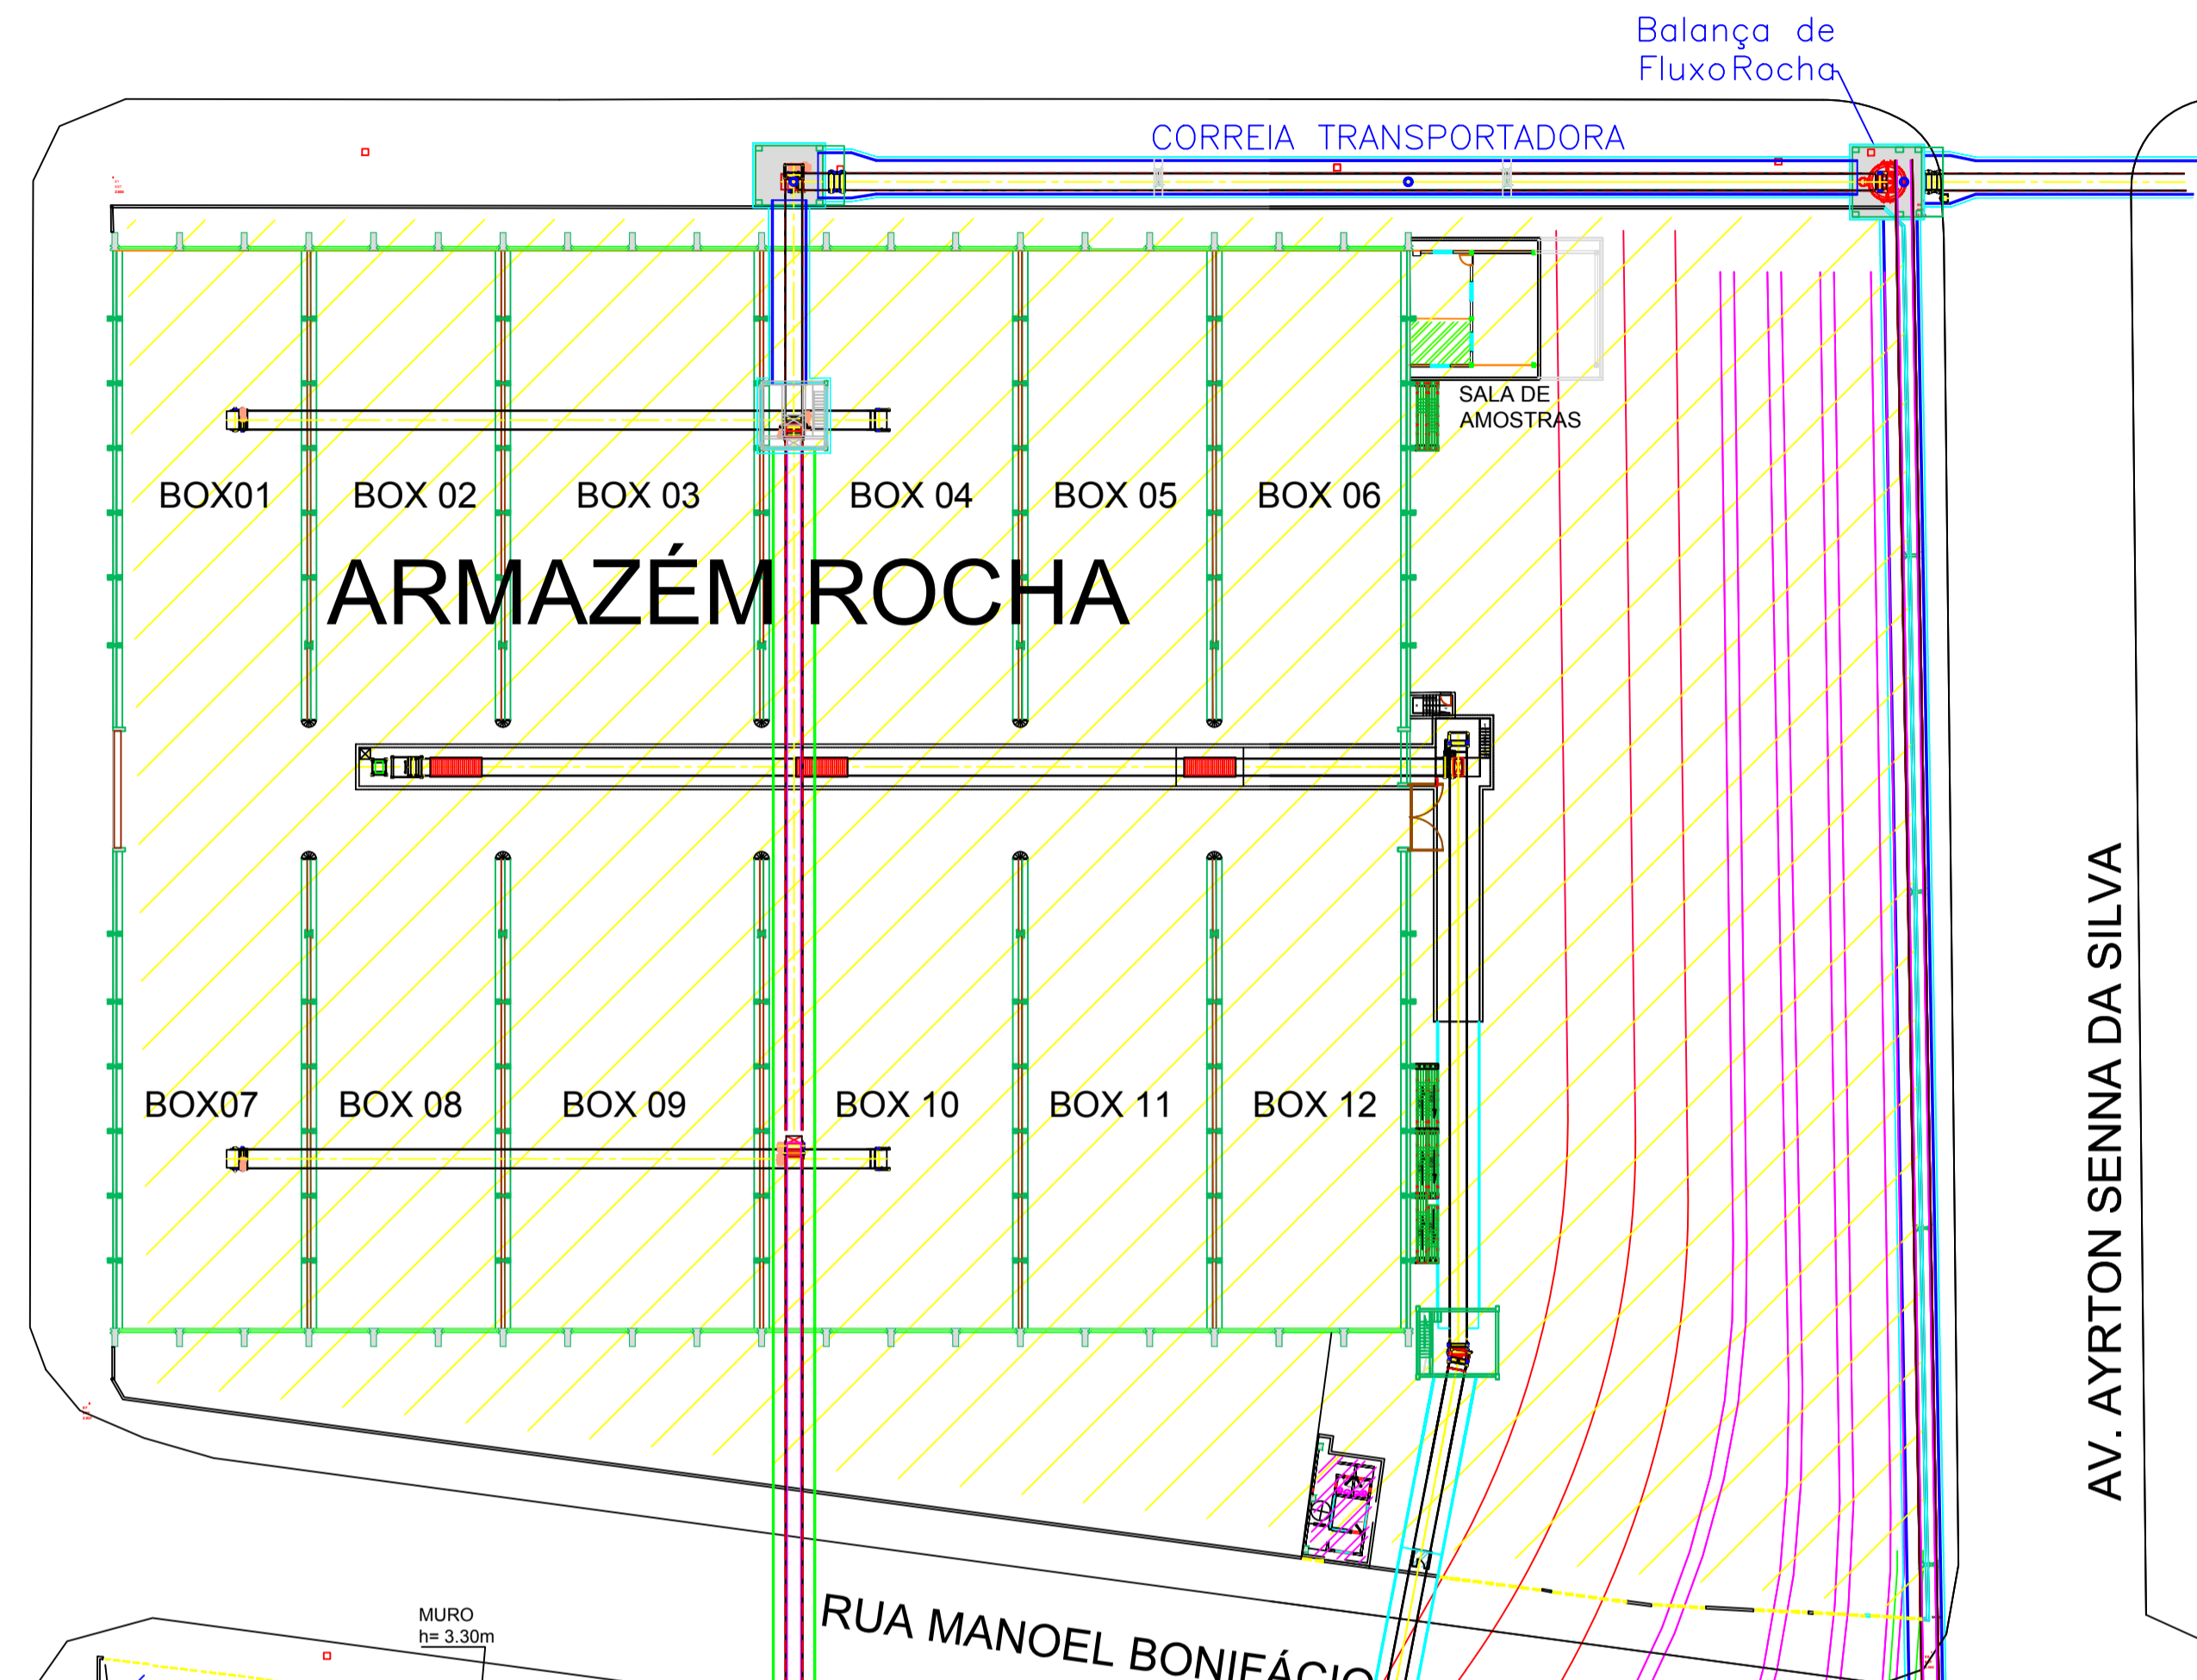 Balança de
FluxoRocha
CORREIA TRANSPORTADORA
SALA DE
AMOSTRAS
BOX01
BOX 02
BOX 03
BOX 04
BOX 05
BOX 06
ARMAZÉM ROCHA
BOX07
BOX 08
BOX 09
BOX 10
BOX 11
BOX 12
AV. AYRTON SENNA DA SILVA
MURO
h= 3.30m
RUA MANOEL BONIFÁCIO